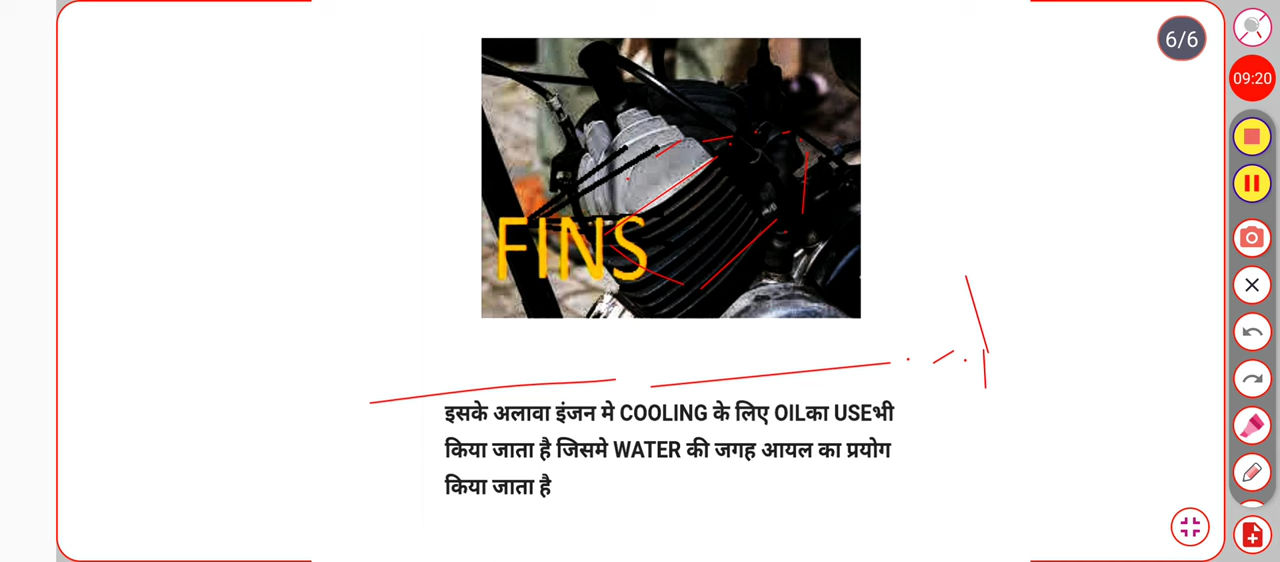 6/6
09:20
FINS
इसके अलावा इंजन मे COOLING के लिए OILका USEभी
किया जाता है जिसमे WATER की जगह आयल का प्रयोग
किया जाता है